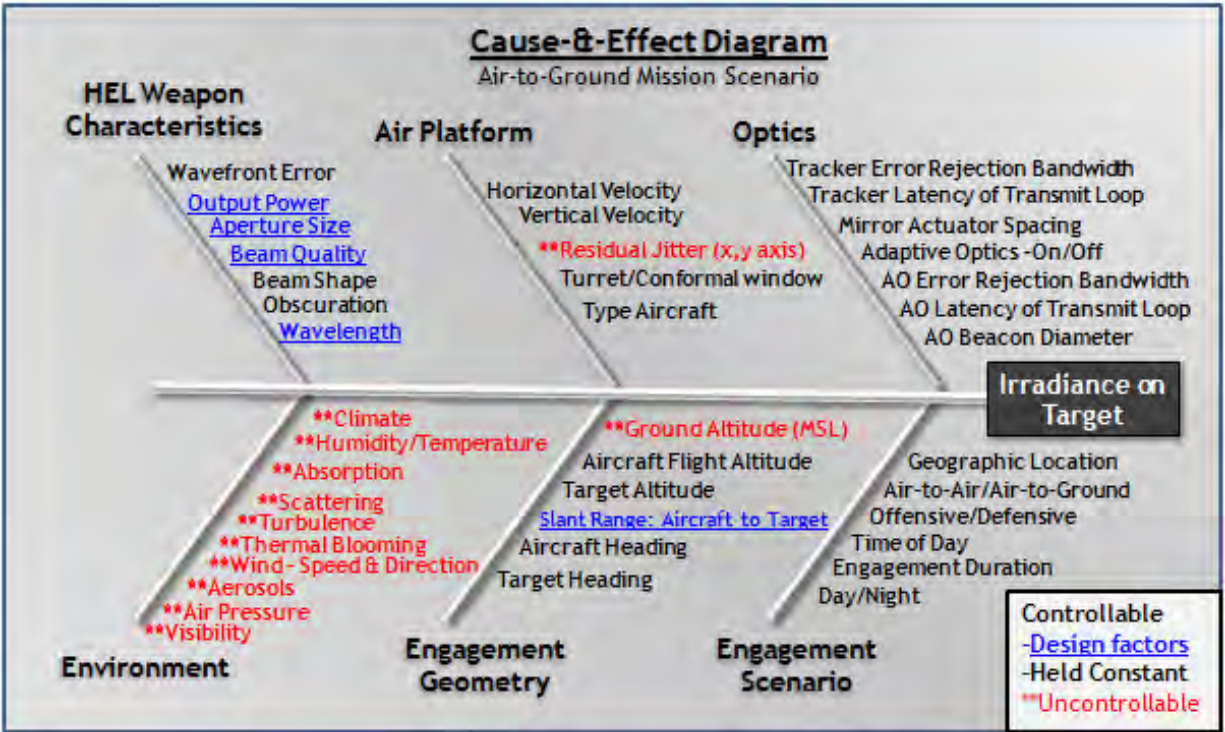 Cause-&-Effect Diagram
Air-to-Ground Mission Scenario
HEL Weapon
Characteristics
Wavefront Error
Output Power
Aperture Size
Beam Quality
Beam Shape
Obscuration
Wavelength
Air Platform
Horizontal Velocity
Vertical Velocity
**Residual Jitter (x,y axis)
Turret/Conformal window
Type Aircraft
Optics
Tracker Error Rejection Bandwidth
Tracker Latency of Transmit Loop
Mirror Actuator Spacing
Adaptive Optics -On/Off
AO Error Rejection Bandwidth
AO Latency of Transmit Loop
AO Beacon Diameter
Irradiance on
Target
**Climate
**Humidity/Temperature
**Absorption
**Scattering
**Turbulence
**Thermal Blooming
**Wind - Speed & Direction
**Aerosols
**Air Pressure
**Visibility
Environment
**Ground Altitude (MSL)
Aircraft Flight Altitude
Target Altitude
Slant Range: Aircraft to Target
Aircraft Heading
Target Heading
Engagement
Geometry
Geographic Location
Air-to-Air/Air-to-Ground
Offensive/Defensive
Time of Day
Engagement Duration
Day/Night
Engagement
Scenario
Controllable
-Design factors
-Held Constant
**Uncontrollable